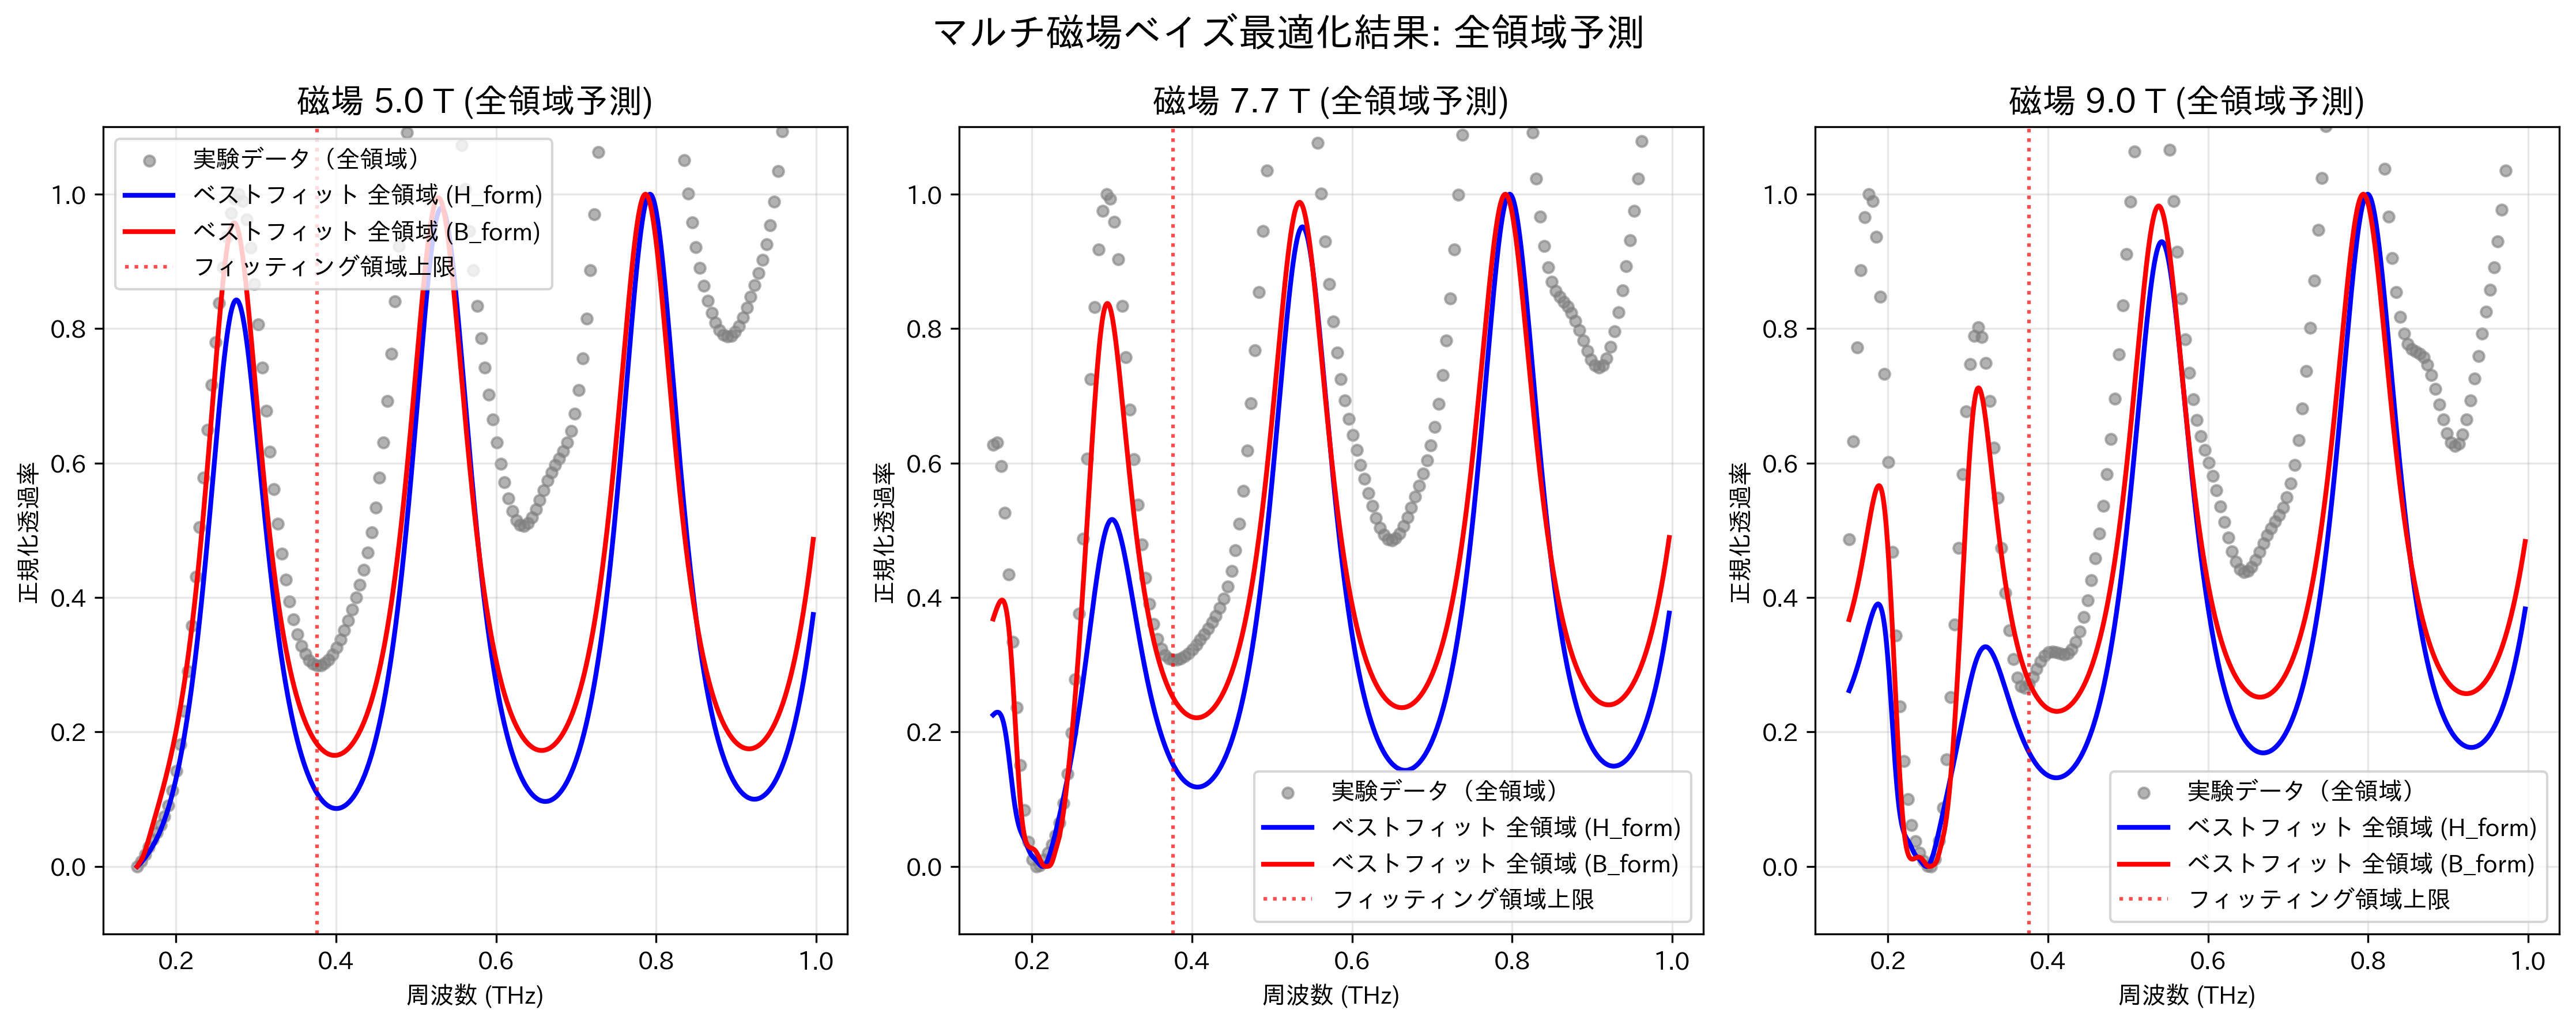 マルチ磁場ベイズ最適化結果: 全領域予測
磁場 5.0 T (全領域予測)
実験データ（全領域）
ベストフィット 全領域 (H_form)
ベストフィット 全領域 (B_form)
フィッティング領域上限
1.0
0.8
0.6
0.4
0.2
0.0
正規化透過率
0.2 0.4 0.6 0.8 1.0
周波数 (THz)
磁場 7.7 T (全領域予測)
1.0
0.8
0.6
0.4
0.2
0.0
正規化透過率
実験データ（全領域）
ベストフィット 全領域 (H_form)
ベストフィット 全領域 (B_form)
フィッティング領域上限
0.2 0.4 0.6 0.8 1.0
周波数 (THz)
磁場 9.0 T (全領域予測)
1.0
0.8
0.6
0.4
0.2
0.0
正規化透過率
実験データ（全領域）
ベストフィット 全領域 (H_form)
ベストフィット 全領域 (B_form)
フィッティング領域上限
0.2 0.4 0.6 0.8 1.0
周波数 (THz)